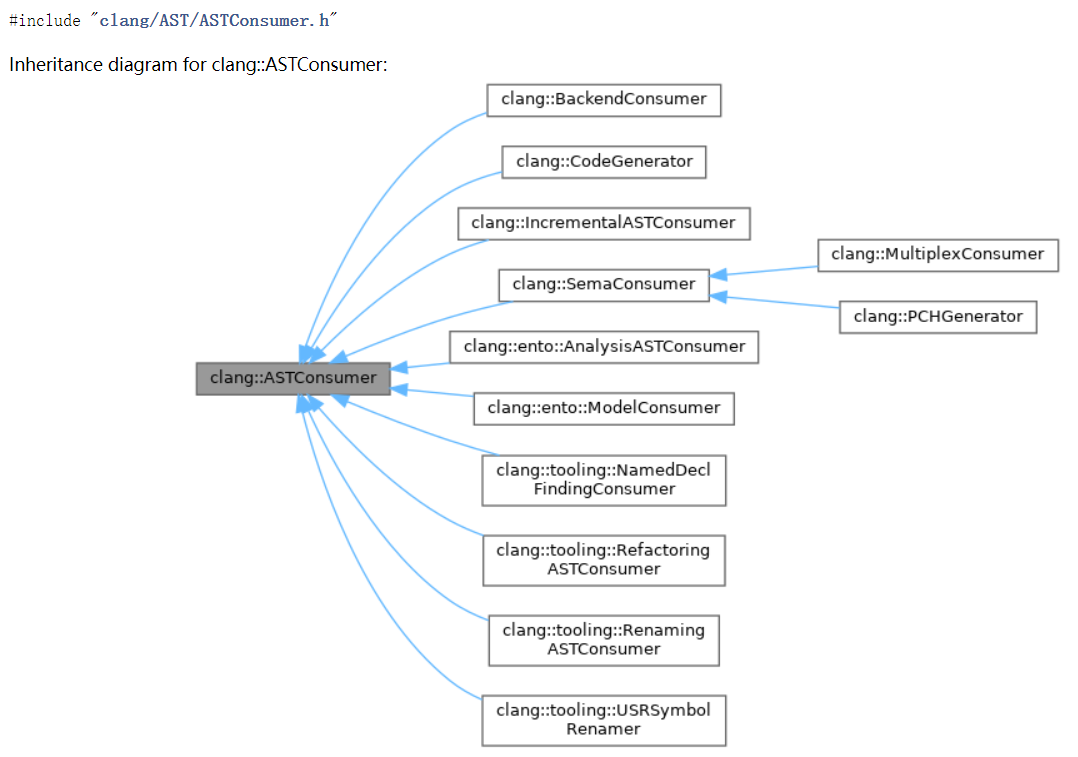 #include "clang/AST/ASTConsumer.h"
Inheritance diagram for clang::ASTConsumer:
clang::BackendConsumer
clang::CodeGenerator
clang::IncrementalASTConsumer
clang::MultiplexConsumer
clang::SemaConsumer
clang::PCHGenerator
clang::ento::AnalysisASTConsumer
clang::ASTConsumer
clang::ento::ModelConsumer
clang::tooling::NamedDecl
FindingConsumer
clang::tooling::Refactoring
ASTConsumer
clang::tooling::Renaming
ASTConsumer
clang::tooling::USRSymbol
Renamer